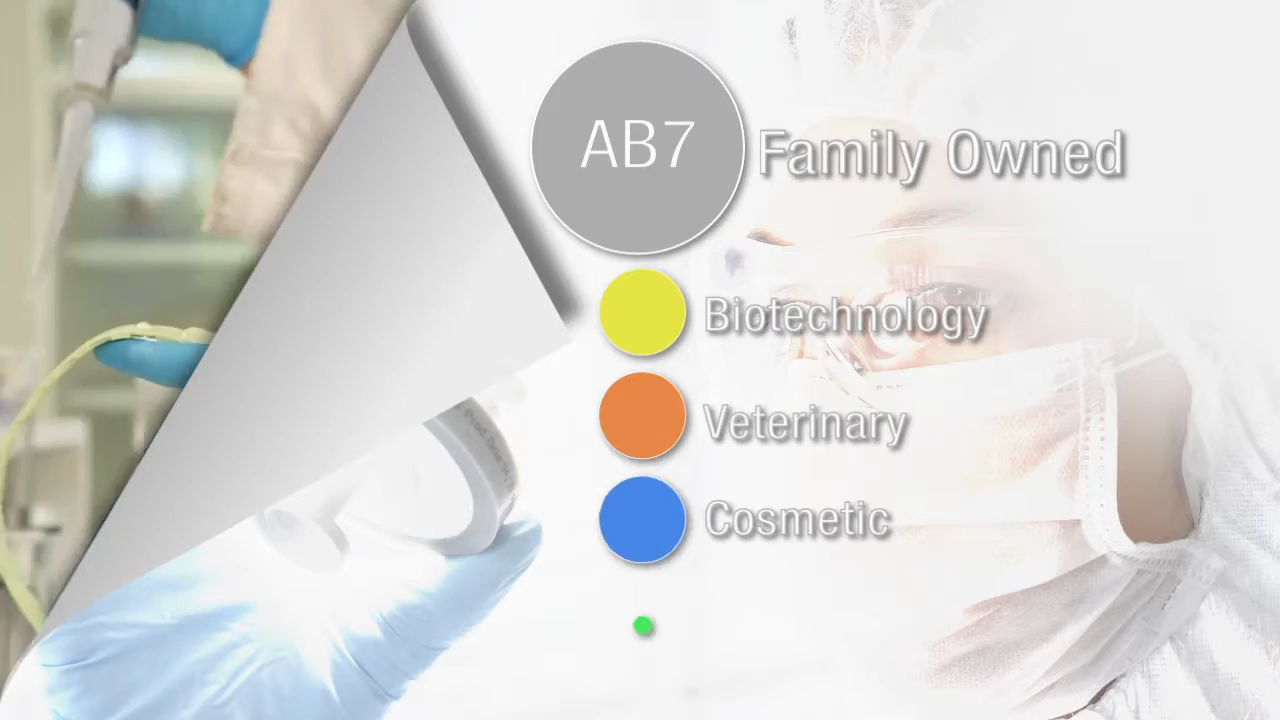 AB7
Family Owned
Biotechnology
Veterinary
Cosmetic